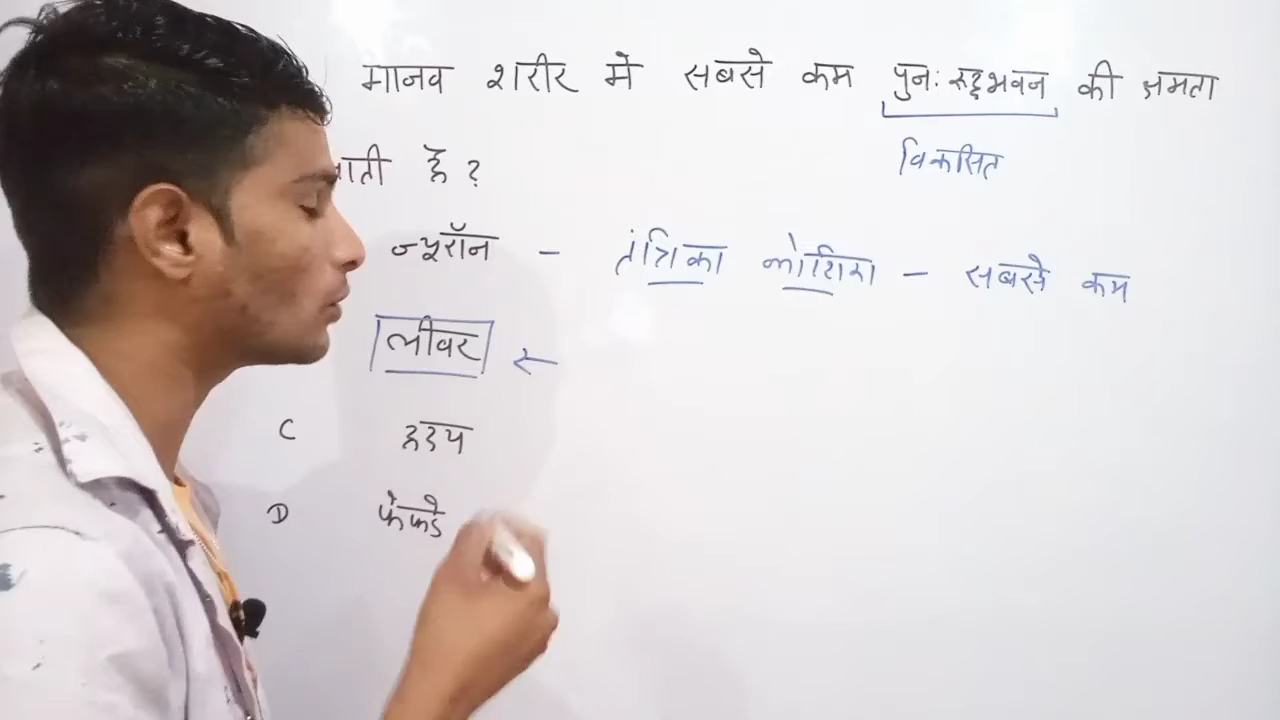 मानव शरीर में सबसे कम पुनः रूद्भवन की क्षमता
विकसित
जाती है ?
न्यूरॉन - तंत्रिका कोशिका - सबसे कम
लीवर ←
C हृदय
D फेफडे